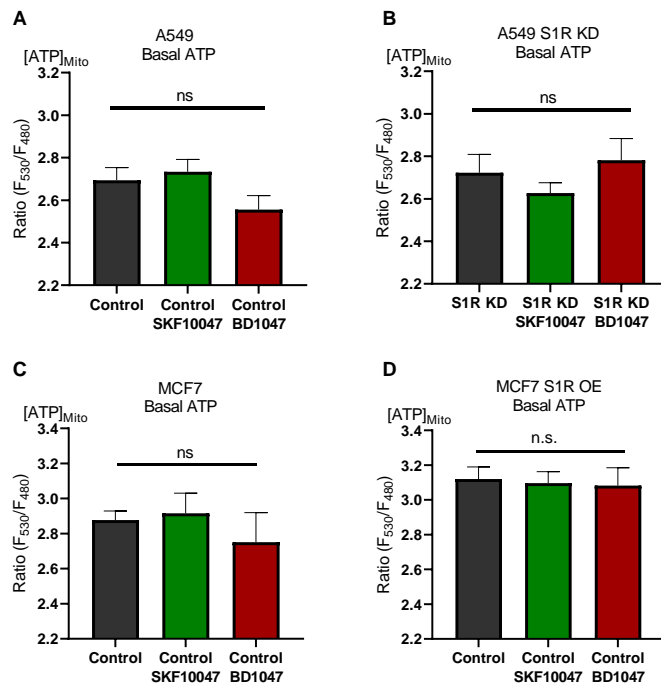 A
A549
Basal ATP
[ATP]Mito
Ratio (F530/F480)
3.2
3.0
2.8
2.6
2.4
2.2
ns
Control
Control
SKF10047
Control
BD1047
B
A549 S1R KD
Basal ATP
[ATP]Mito
Ratio (F530/F480)
3.2
3.0
2.8
2.6
2.4
2.2
ns
S1R KD
S1R KD
SKF10047
S1R KD
BD1047
C
MCF7
Basal ATP
[ATP]Mito
Ratio (F530/F480)
3.4
3.2
3.0
2.8
2.6
2.4
2.2
ns
Control
Control
SKF10047
Control
BD1047
D
MCF7 S1R OE
Basal ATP
[ATP]Mito
Ratio (F530/F480)
3.4
3.2
3.0
2.8
2.6
2.4
2.2
n.s.
Control
Control
SKF10047
Control
BD1047